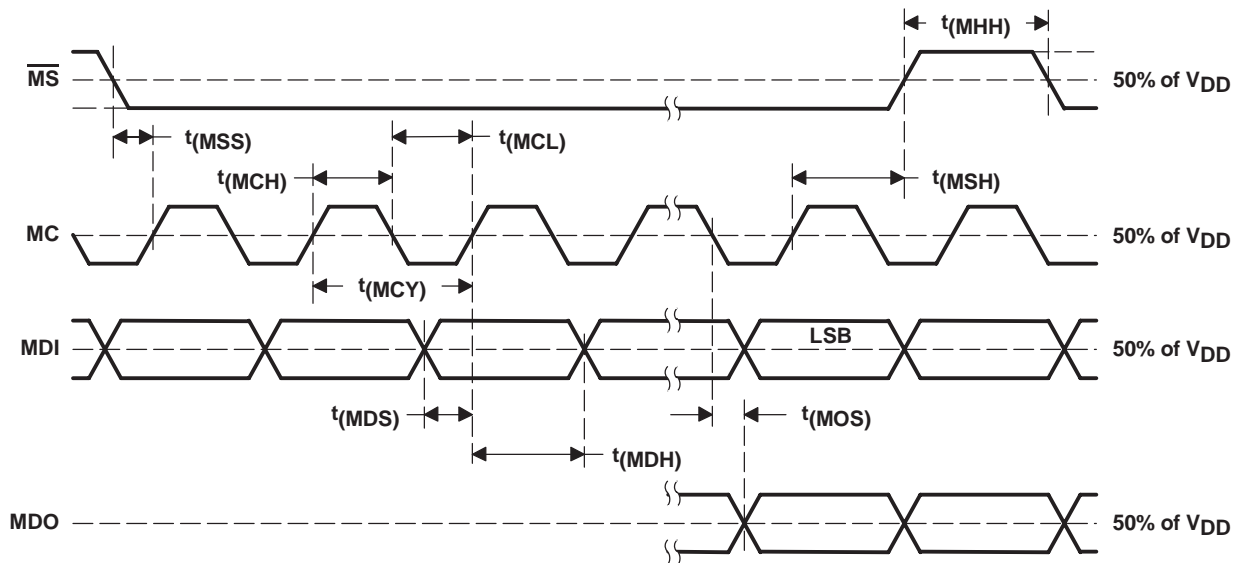 t(MHH)
MS
50% of VDD
t(MSS)
t(MCL)
t(MCH)
t(MSH)
MC
50% of VDD
t(MCY)
MDI
LSB
50% of VDD
t(MDS)
t(MOS)
t(MDH)
MDO
50% of VDD